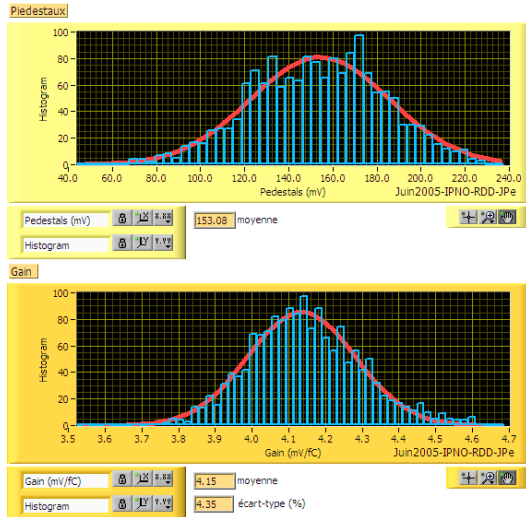 Piedestaux
100
80
60
40
20
0
Histogram
40.0 60.0 80.0 100.0 120.0 140.0 160.0 180.0 200.0 220.0 240.0
Pedestals (mV) Juin2005-IPNO-RDD-JPe
Pedestals (mV) 153.08 moyenne
Histogram
Gain
100
80
60
40
20
0
Histogram
3.5 3.6 3.7 3.8 3.9 4.0 4.1 4.2 4.3 4.4 4.5 4.6 4.7
Gain (mV/fC) Juin2005-IPNO-RDD-JPe
Gain (mV/fC) 4.15 moyenne
Histogram 4.35 écart-type (%)